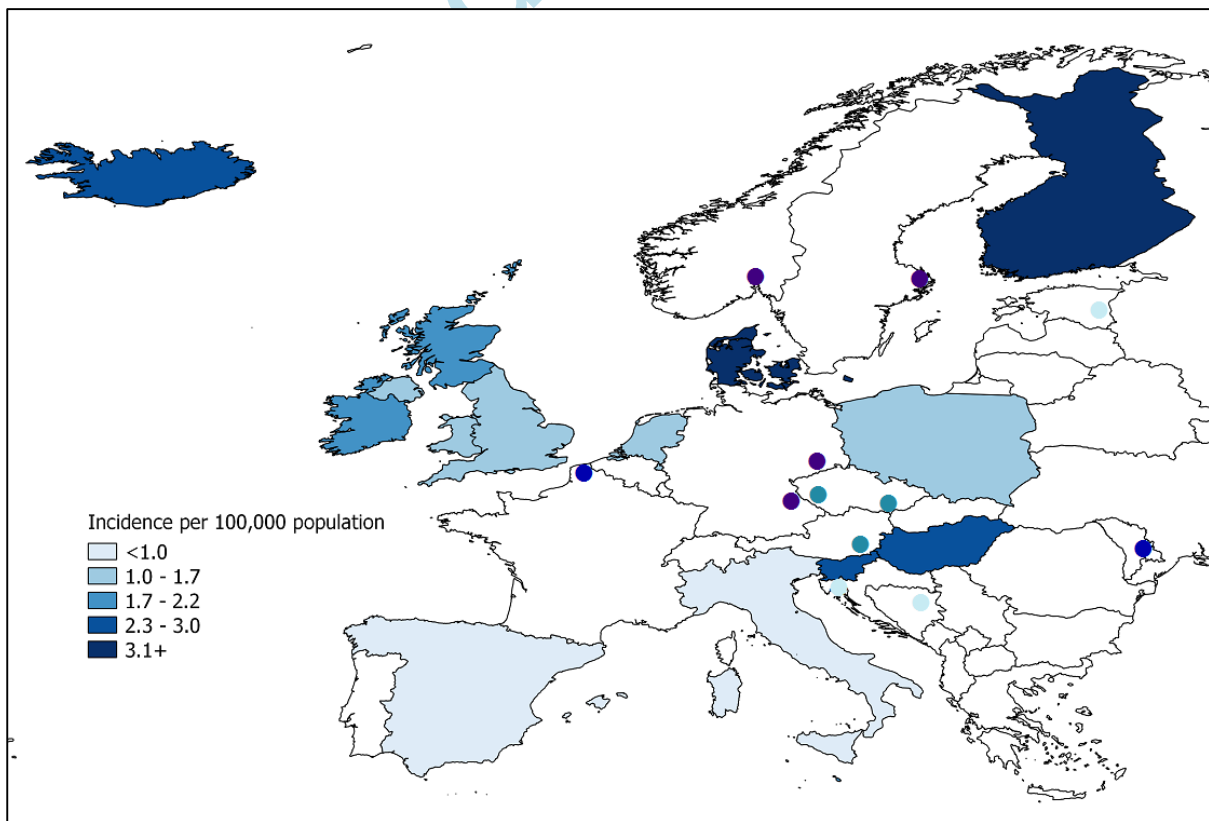 Incidence per 100,000 population
<1.0
1.0 - 1.7
1.7 - 2.2
2.3 - 3.0
3.1+